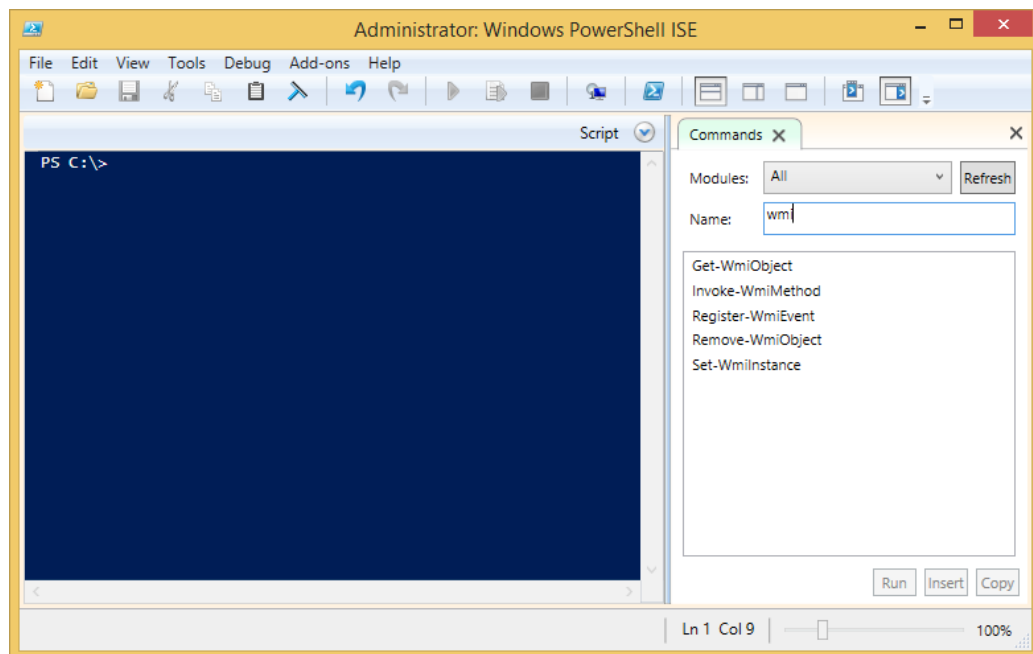 Administrator: Windows PowerShell ISE
File Edit View Tools Debug Add-ons Help
Script
PS C:\>
Commands
Modules: All Refresh
Name: wmi
Get-WmiObject
Invoke-WmiMethod
Register-WmiEvent
Remove-WmiObject
Set-WmiInstance
Run Insert Copy
Ln 1 Col 9 100%